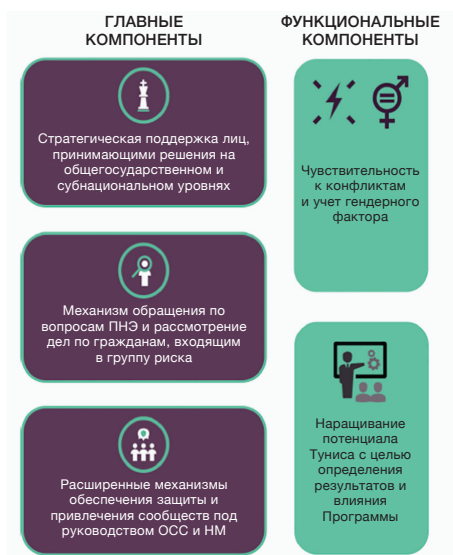 ГЛАВНЫЕ
КОМПОНЕНТЫ
Стратегическая поддержка лиц,
принимающими решения на
общегосударственном и
субнациональном уровнях
Механизм обращения по
вопросам ПНЭ и рассмотрение
дел по гражданам, входящим
в группу риска
Расширенные механизмы
обеспечения защиты и
привлечения сообществ под
руководством ОСС и НМ
ФУНКЦИОНАЛЬНЫЕ
КОМПОНЕНТЫ
Чувствительность
к конфликтам
и учет гендерного
фактора
Наращивание
потенциала
Туниса с целью
определения
результатов и
влияния
Программы